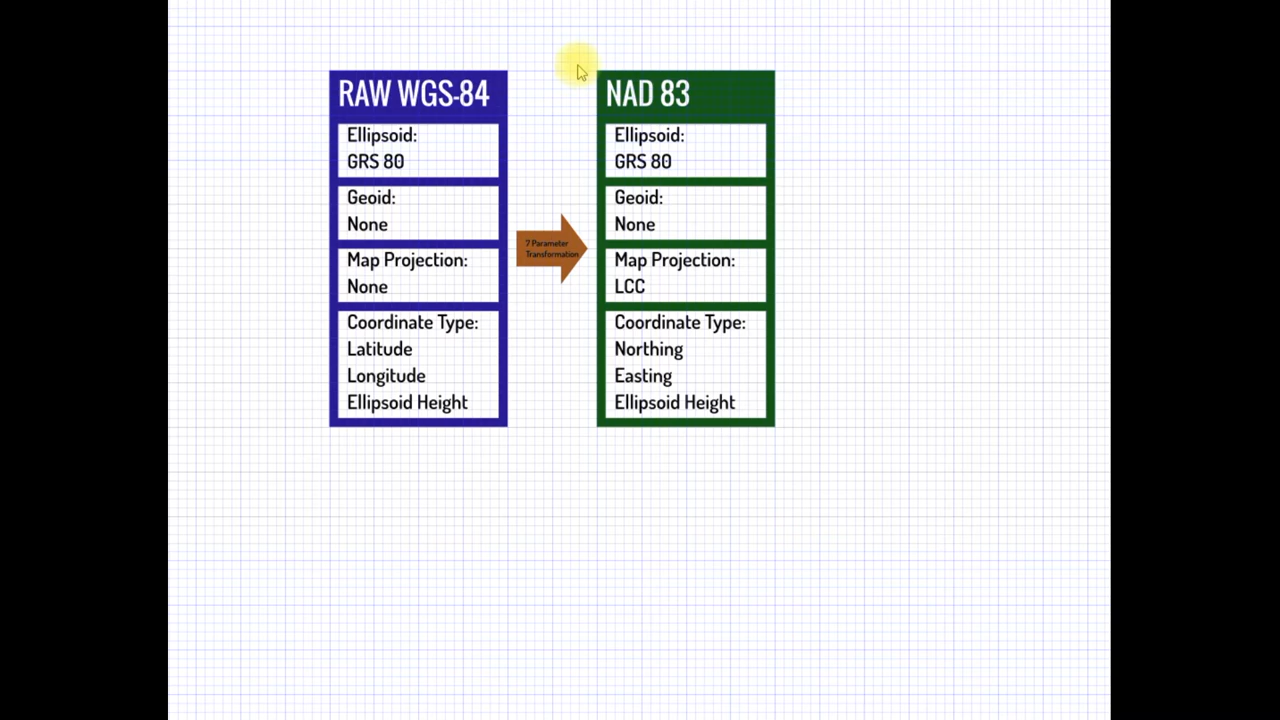 RAW WGS-84
Ellipsoid:
GRS 80
Geoid:
None
Map Projection:
None
Coordinate Type:
Latitude
Longitude
Ellipsoid Height
7 Parameter
Transformation
NAD 83
Ellipsoid:
GRS 80
Geoid:
None
Map Projection:
LCC
Coordinate Type:
Northing
Easting
Ellipsoid Height